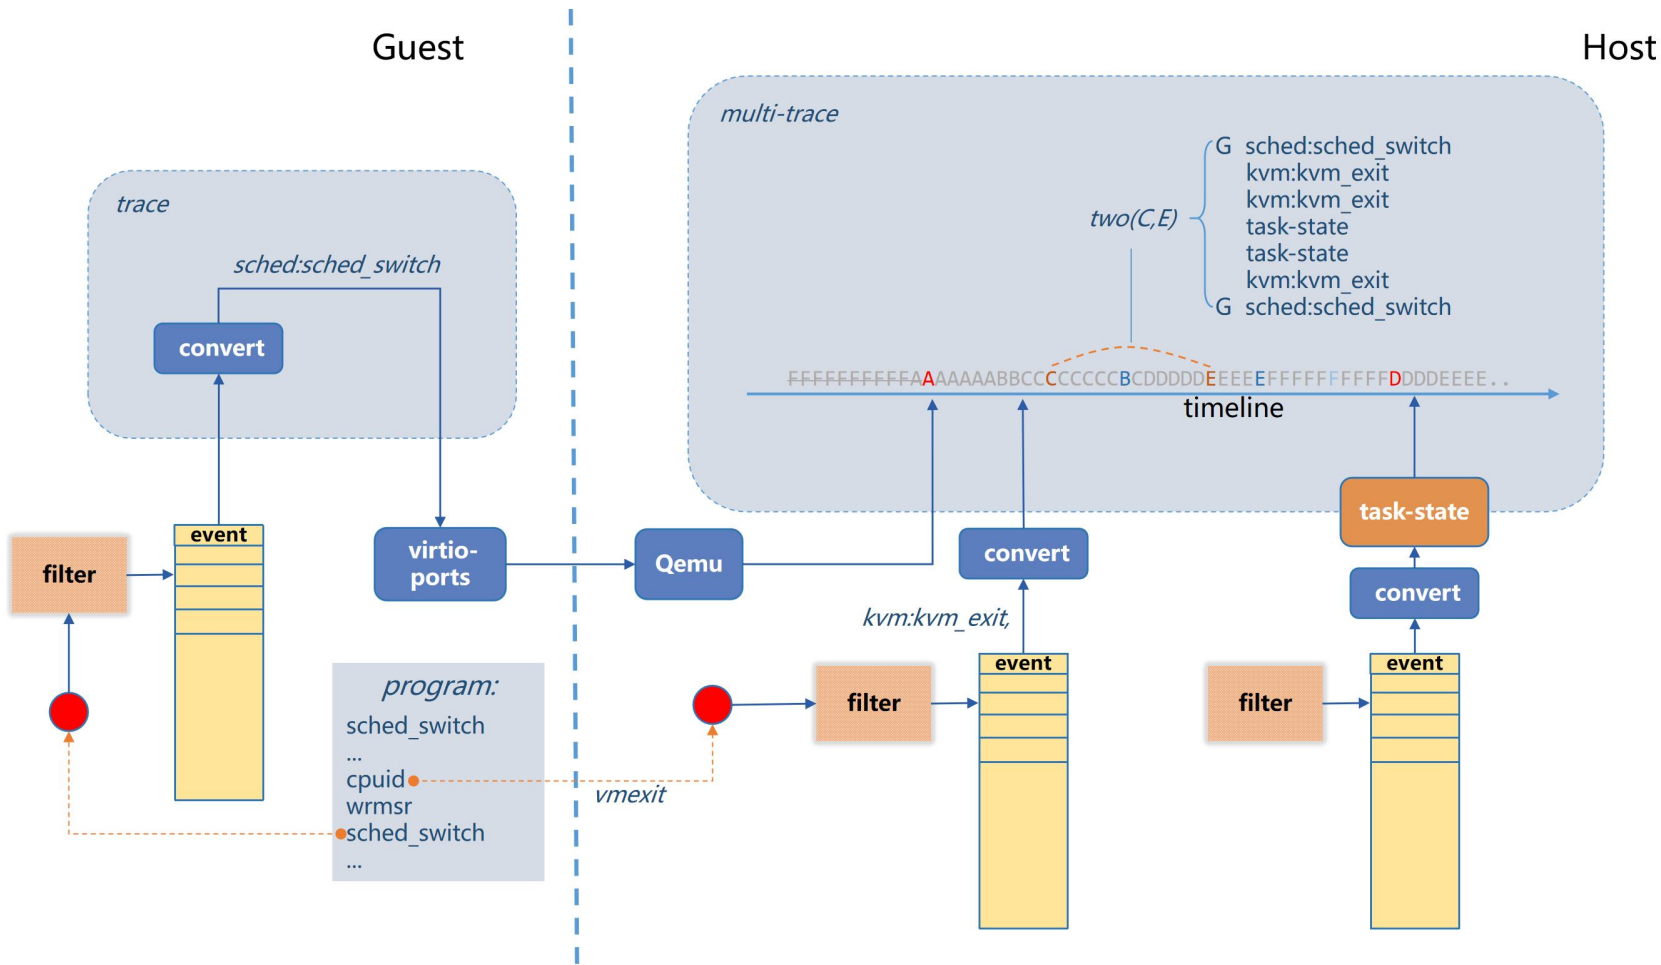 Guest
Host
multi-trace
G sched:sched_switch
kvm:kvm_exit
kvm:kvm_exit
two(C,E)
task-state
task-state
kvm:kvm_exit
G sched:sched_switch
trace
sched:sched_switch
convert
timeline
event
filter
virtio-
ports
Qemu
convert
task-state
convert
kvm:kvm_exit,
program:
sched_switch
...
cpuid
wrmsr
sched_switch
...
vmexit
filter
event
filter
event